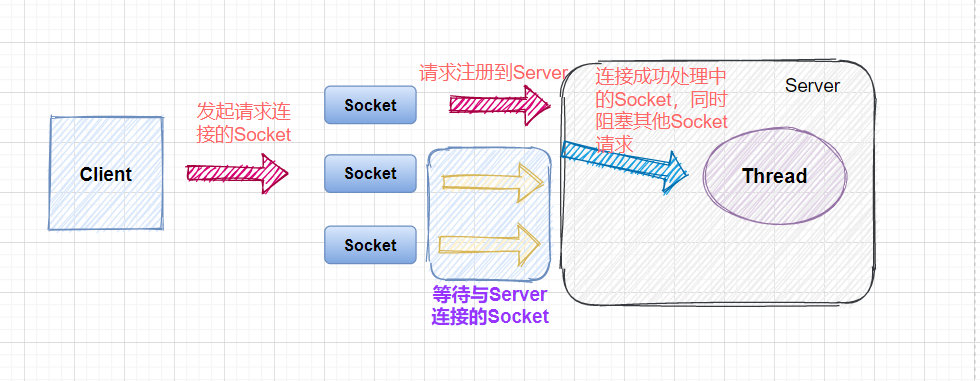 Client
发起请求连
接的Socket
Socket
Socket
Socket
请求注册到Server
等待与Server
连接的Socket
连接成功处理中
的Socket，同时
阻塞其他Socket
请求
Server
Thread